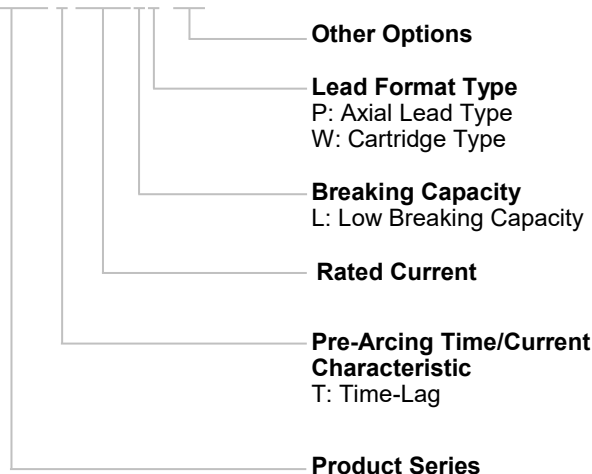 Other Options
Lead Format Type
P: Axial Lead Type
W: Cartridge Type
Breaking Capacity
L: Low Breaking Capacity
Rated Current
Pre-Arcing Time/Current
Characteristic
T: Time-Lag
Product Series